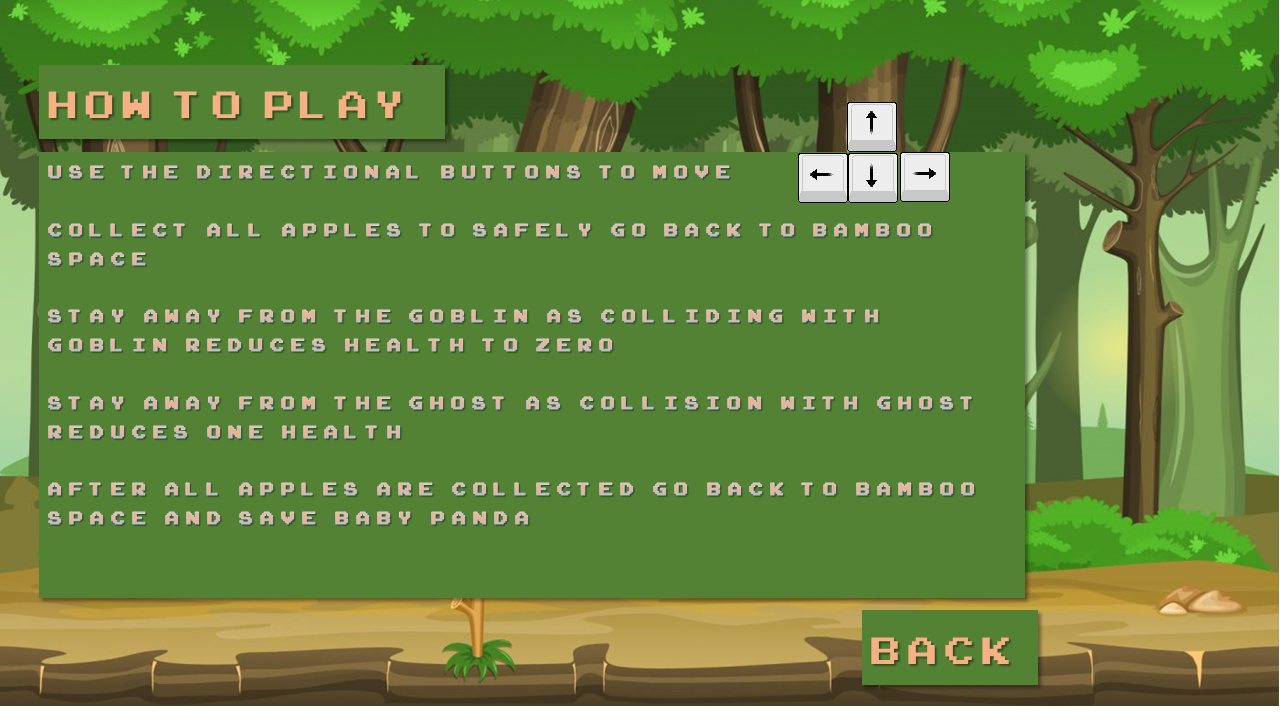 HOW TO PLAY
USE THE DIRECTIONAL BUTTONS TO MOVE
COLLECT ALL APPLES TO SAFELY GO BACK TO BAMBOO
SPACE
STAY AWAY FROM THE GOBLIN AS COLLIDING WITH
GOBLIN REDUCES HEALTH TO ZERO
STAY AWAY FROM THE GHOST AS COLLISION WITH GHOST
REDUCES ONE HEALTH
AFTER ALL APPLES ARE COLLECTED GO BACK TO BAMBOO
SPACE AND SAVE BABY PANDA
BACK